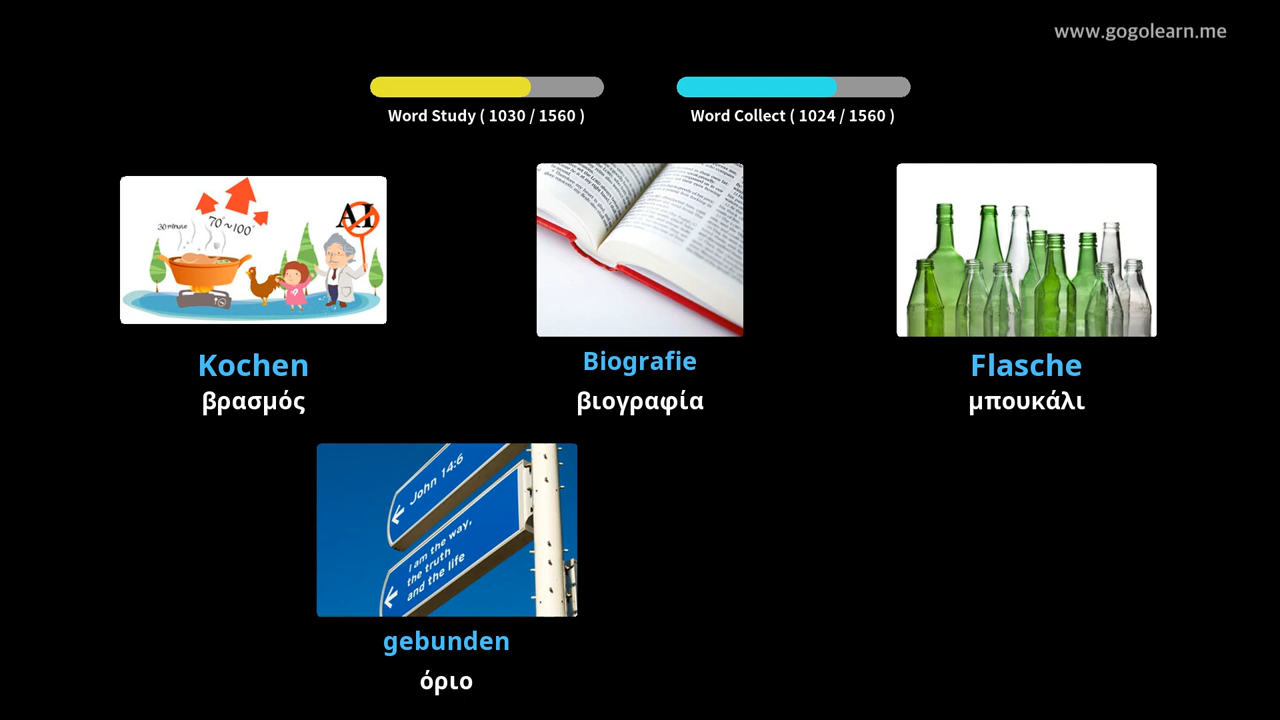 www.gogolearn.me
Word Study ( 1030 / 1560 )
Word Collect ( 1024 / 1560 )
30 minute
70°~100°
AI
Kochen
βρασμός
Biografie
βιογραφία
Flasche
μπουκάλι
John 14:6
I am the way,
the truth
and the life
gebunden
όριο